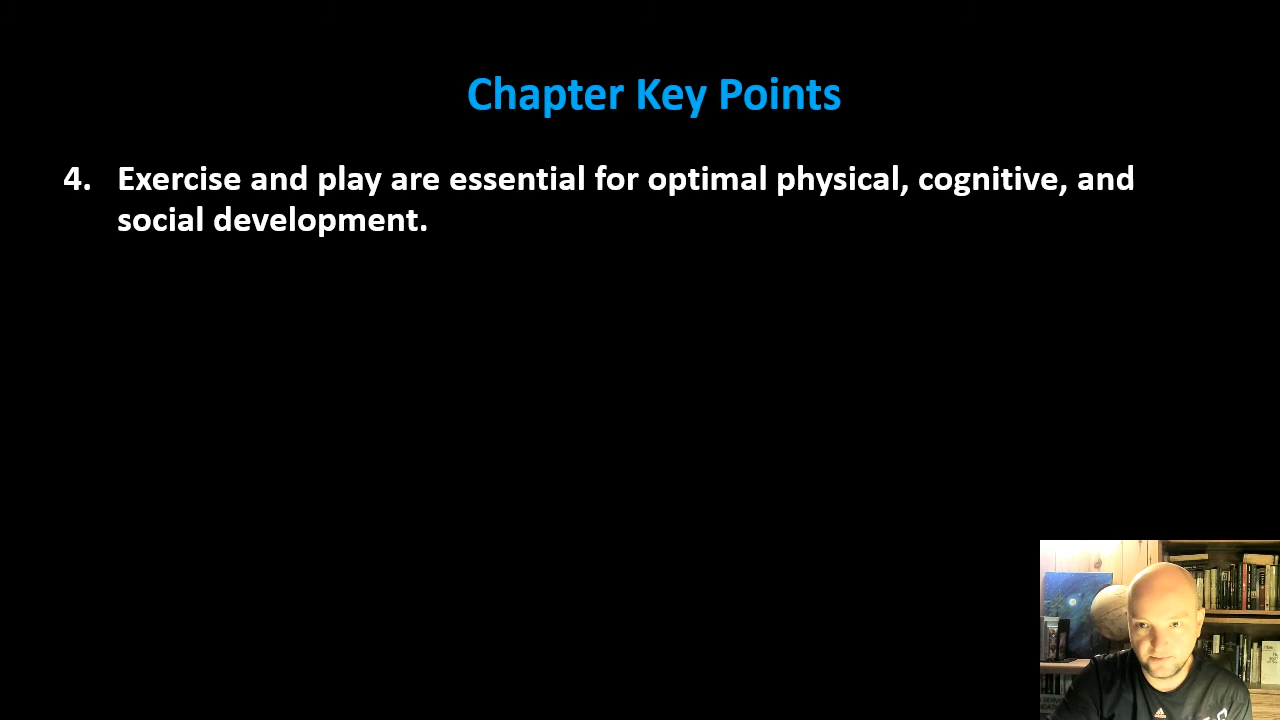 Chapter Key Points
4. Exercise and play are essential for optimal physical, cognitive, and
social development.